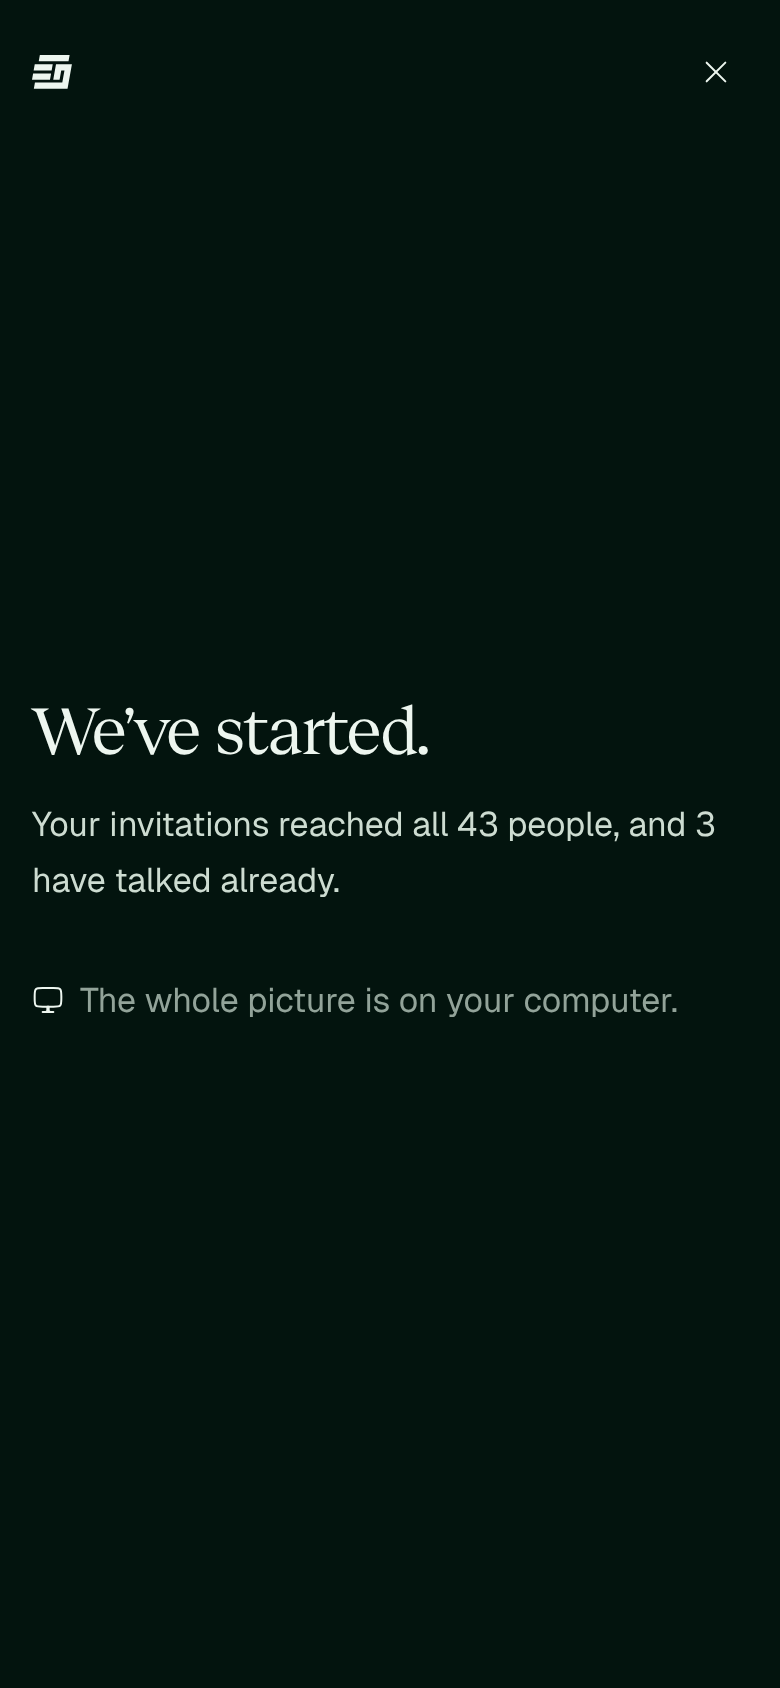 We’ve started.
Your invitations reached all 43 people, and 3
have talked already.
The whole picture is on your computer.